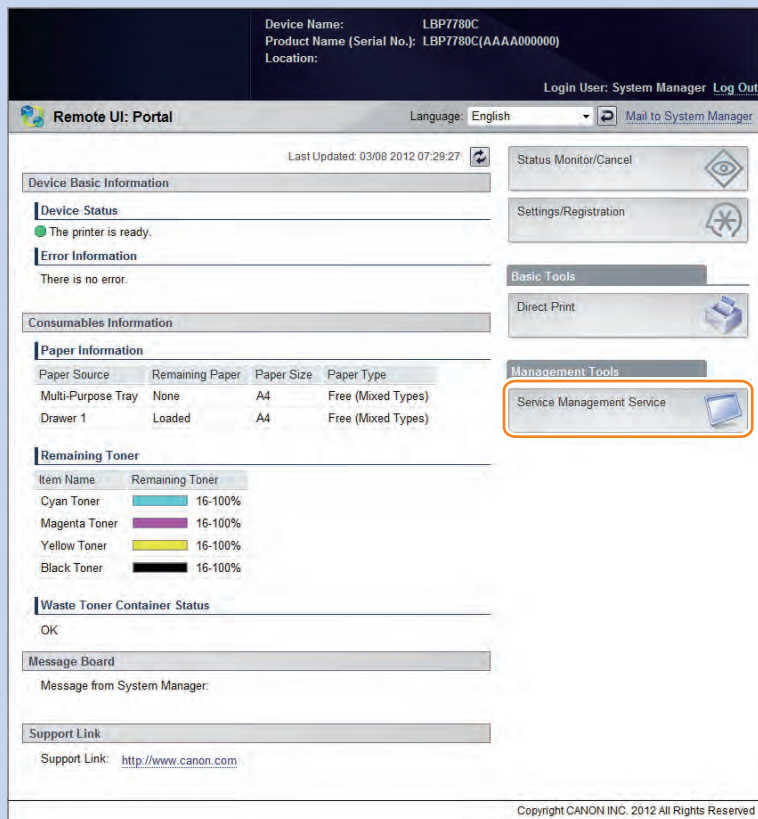 Device Name: LBP7780C
Product Name (Serial No.): LBP7780C(AAAA000000)
Location:
Login User: System Manager Log Out
Remote UI: Portal
Language: English
Mail to System Manager
Last Updated: 03/08 2012 07:29:27
Device Basic Information
Device Status
The printer is ready.
Error Information
There is no error.
Consumables Information
Paper Information
Paper Source Remaining Paper Paper Size Paper Type
Multi-Purpose Tray None A4 Free (Mixed Types)
Drawer 1 Loaded A4 Free (Mixed Types)
Remaining Toner
Item Name Remaining Toner
Cyan Toner 16-100%
Magenta Toner 16-100%
Yellow Toner 16-100%
Black Toner 16-100%
Waste Toner Container Status
OK
Message Board
Message from System Manager:
Support Link
Support Link: http://www.canon.com
Status Monitor/Cancel
Settings/Registration
Basic Tools
Direct Print
Management Tools
Service Management Service
Copyright CANON INC. 2012 All Rights Reserved